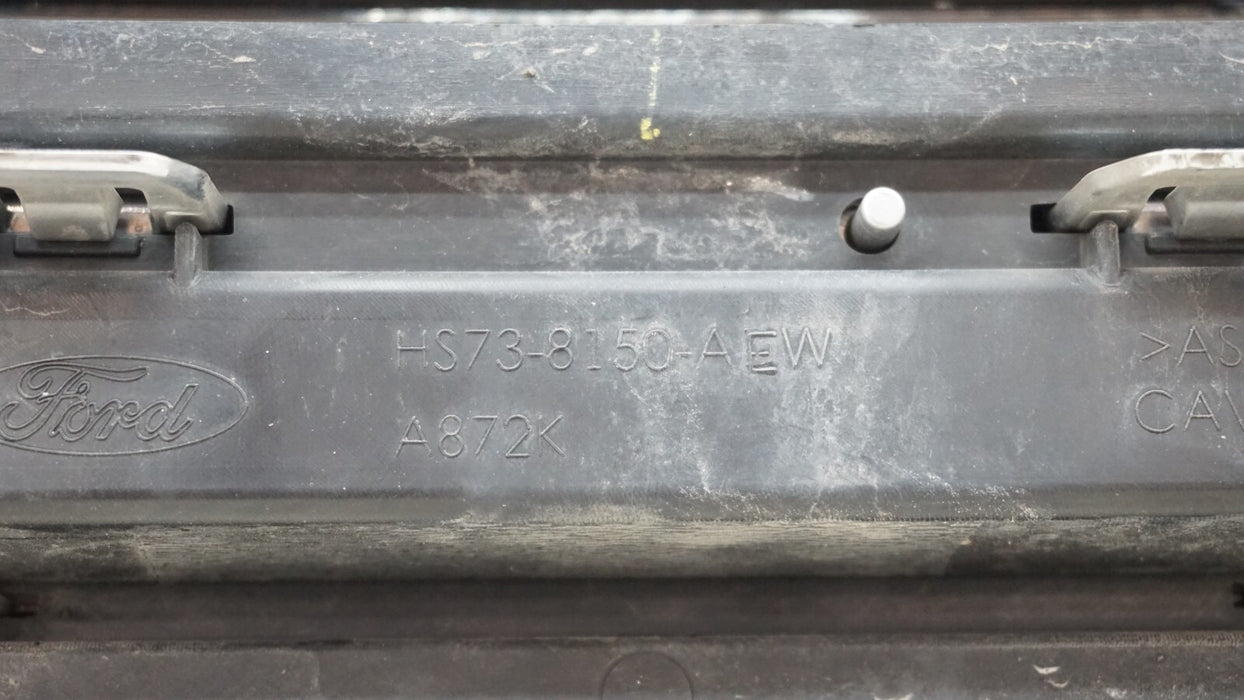 Ford
HS73-8150-AEW
A872K
>AS
CAV